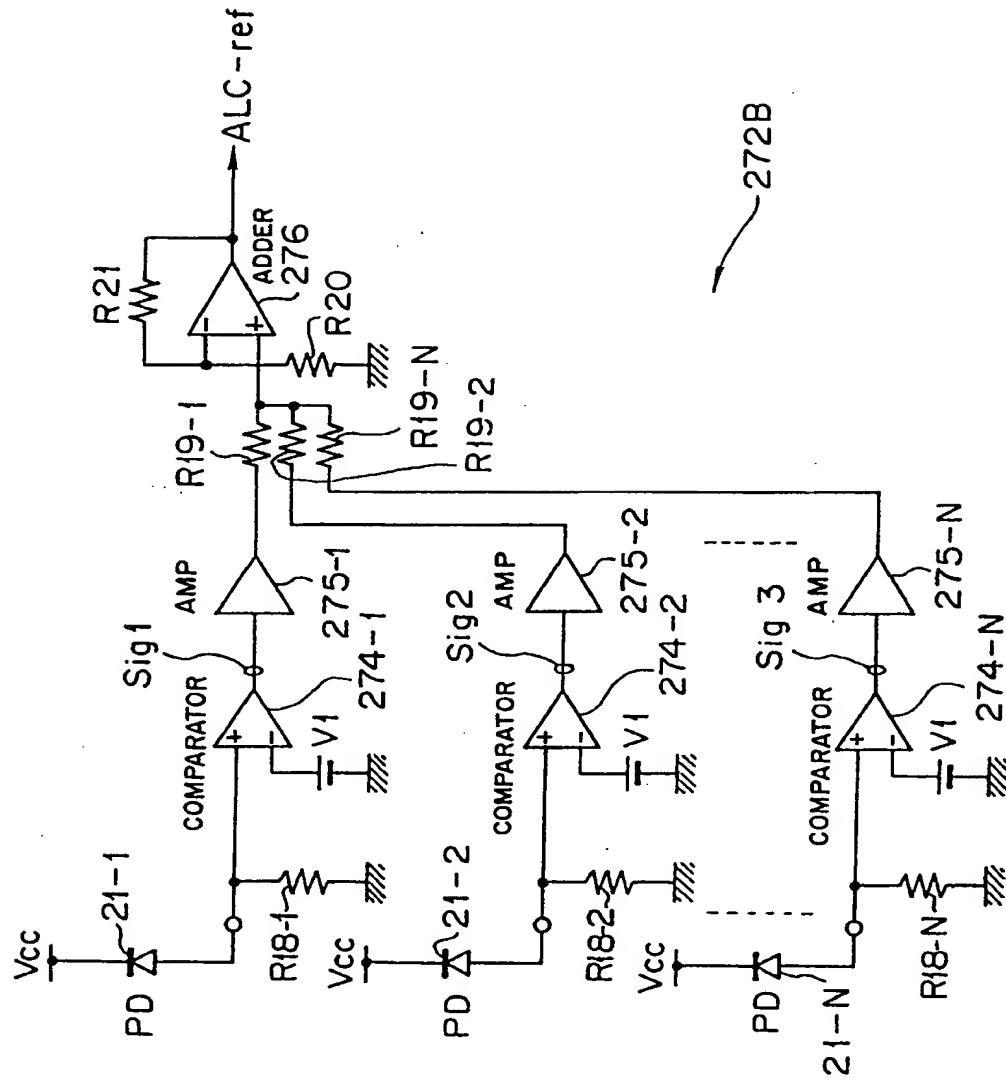 Vcc
21-1
PD
R18-1
COMPARATOR
+
-
V1
274-1
Sig1
AMP
275-1
R19-1
R19-N
R19-2
R21
-
+
ADDER
276
R20
ALC-ref
Vcc
21-2
PD
R18-2
COMPARATOR
+
-
V1
274-2
Sig2
AMP
275-2
Vcc
PD
21-N
R18-N
COMPARATOR
+
-
V1
274-N
Sig 3
AMP
275-N
272B